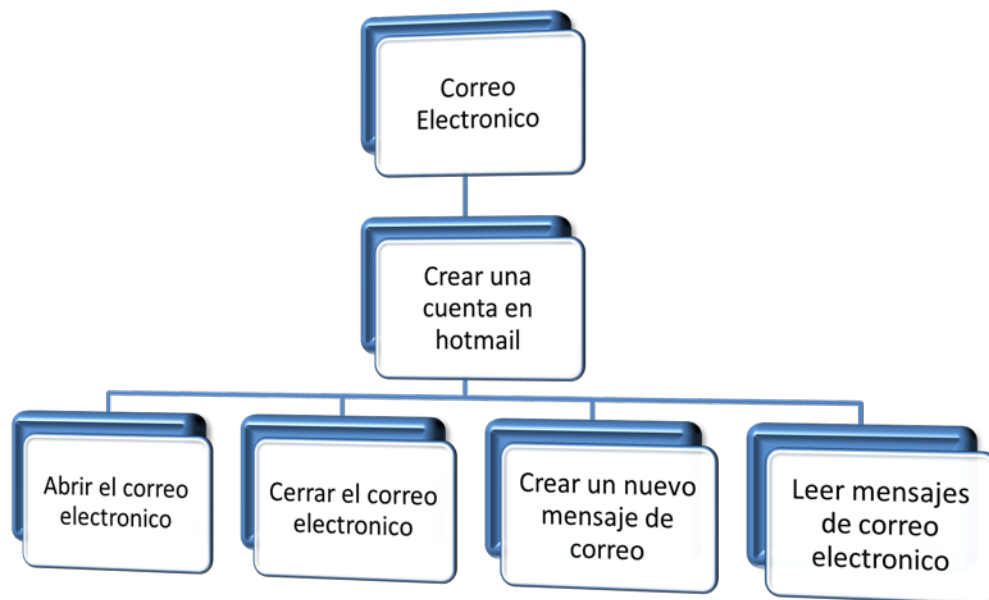 Correo
Electronico
Crear una
cuenta en
hotmail
Abrir el correo
electronico
Cerrar el correo
electronico
Crear un nuevo
mensaje de
correo
Leer mensajes
de correo
electronico